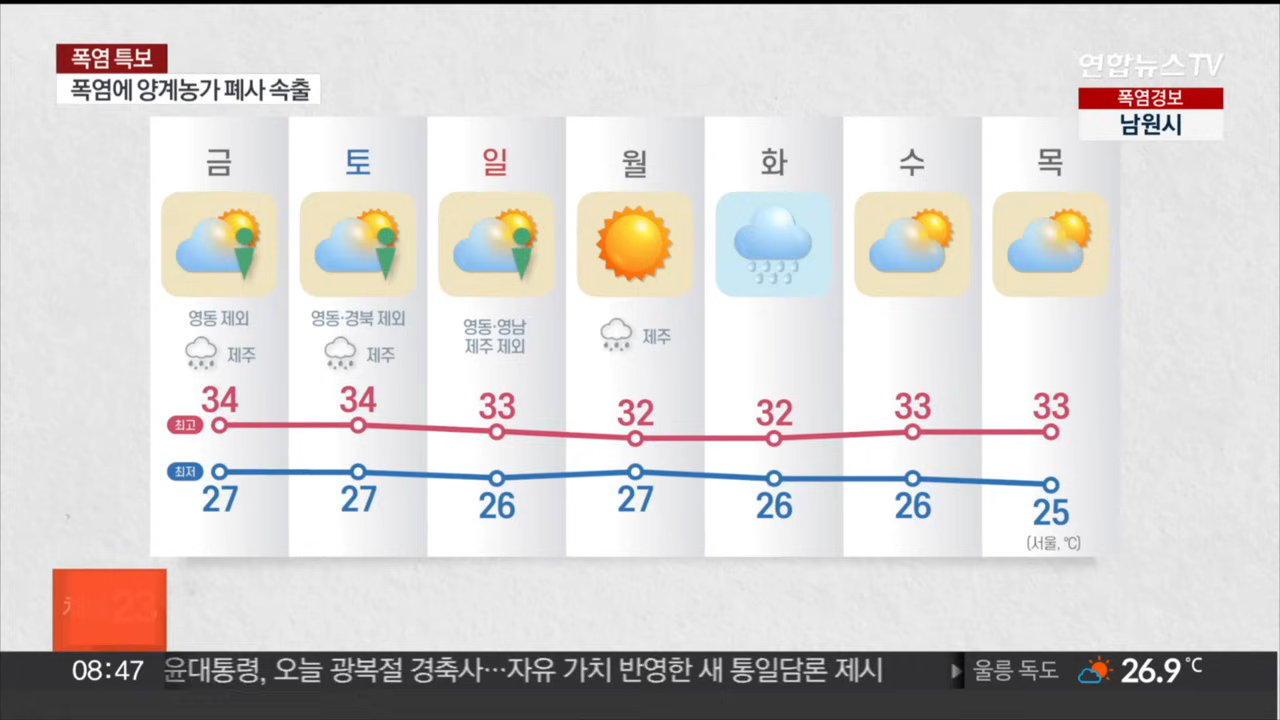 폭염 특보
폭염에 양계농가 폐사 속출
연합뉴스TV
폭염경보
남원시
금 토 일 월 화 수 목
영동 제외 영동·경북 제외 영동·영남
제주 제외
제주 제주 제주
34 34 33 32 32 33 33
최고
최저
27 27 26 27 26 26 25
(서울, ℃)
08:47 윤대통령, 오늘 광복절 경축사…자유 가치 반영한 새 통일담론 제시 울릉 독도 26.9℃